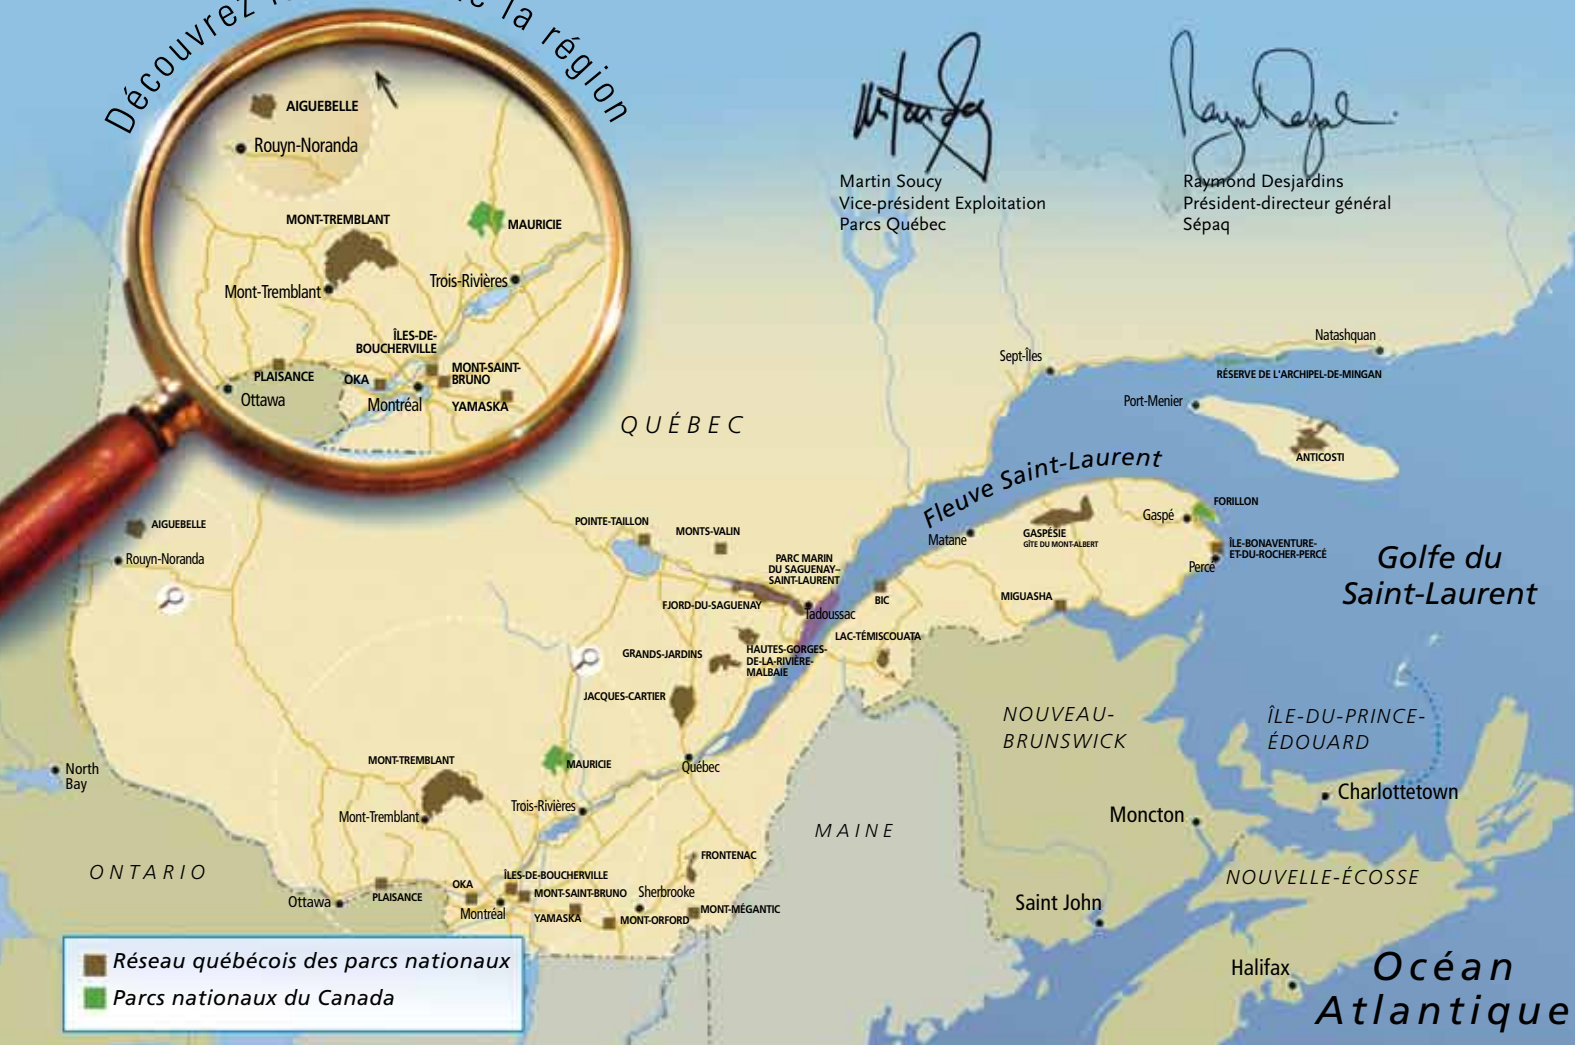 Découvrez
la région
AIGUEBELLE
Rouyn-Noranda
MONT-TREMBLANT
MAURICIE
Mont-Tremblant
Trois-Rivières
ÎLES-DE-
BOUCHERVILLE
PLAISANCE
OKA
MONT-SAINT-
BRUNO
Ottawa
Montréal
YAMASKA
Martin Soucy
Vice-président Exploitation
Parcs Québec
Raymond Desjardins
Président-directeur général
Sépaq
QUÉBEC
Sept-Îles
Natashquan
RÉSERVE DE L'ARCHIPEL-DE-MINGAN
Port-Menier
ANTICOSTI
Fleuve Saint-Laurent
AIGUEBELLE
Rouyn-Noranda
POINTE-TAILLON
MONTS-VALIN
PARC MARIN
DU SAGUENAY–
SAINT-LAURENT
FJORD-DU-SAGUENAY
Tadoussac
BIC
Matane
GASPÉSIE
GÎTE DU MONT-ALBERT
Gaspé
FORILLON
ÎLE-BONAVENTURE-
ET-DU-ROCHER-PERCÉ
Percé
MIGUASHA
Golfe du
Saint-Laurent
LAC-TÉMISCOUATA
GRANDS-JARDINS
HAUTES-GORGES-
DE-LA-RIVIÈRE-
MALBAIE
JACQUES-CARTIER
Québec
NOUVEAU-
BRUNSWICK
ÎLE-DU-PRINCE-
ÉDOUARD
Charlottetown
North
Bay
MONT-TREMBLANT
MAURICIE
Mont-Tremblant
Trois-Rivières
Moncton
MAINE
ONTARIO
FRONTENAC
NOUVELLE-ÉCOSSE
Ottawa
PLAISANCE
OKA
ÎLES-DE-BOUCHERVILLE
MONT-SAINT-BRUNO
Sherbrooke
Montréal
YAMASKA
MONT-ORFORD
MONT-MÉGANTIC
Saint John
Halifax
Océan
Atlantique
Réseau québécois des parcs nationaux
Parcs nationaux du Canada